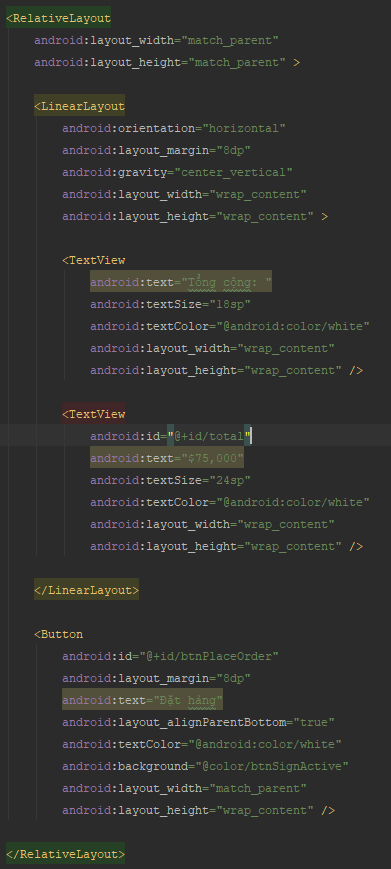 <RelativeLayout
    android:layout_width="match_parent"
    android:layout_height="match_parent" >
    <LinearLayout
        android:orientation="horizontal"
        android:layout_margin="8dp"
        android:gravity="center_vertical"
        android:layout_width="wrap_content"
        android:layout_height="wrap_content" >
        <TextView
            android:text="Tổng cộng: "
            android:textSize="18sp"
            android:textColor="@android:color/white"
            android:layout_width="wrap_content"
            android:layout_height="wrap_content" />
        <TextView
            android:id="@+id/total"
            android:text="$75,000"
            android:textSize="24sp"
            android:textColor="@android:color/white"
            android:layout_width="wrap_content"
            android:layout_height="wrap_content" />
    </LinearLayout>
    <Button
        android:id="@+id/btnPlaceOrder"
        android:layout_margin="8dp"
        android:text="Đặt hàng"
        android:layout_alignParentBottom="true"
        android:textColor="@android:color/white"
        android:background="@color/btnSignActive"
        android:layout_width="match_parent"
        android:layout_height="wrap_content" />
</RelativeLayout>